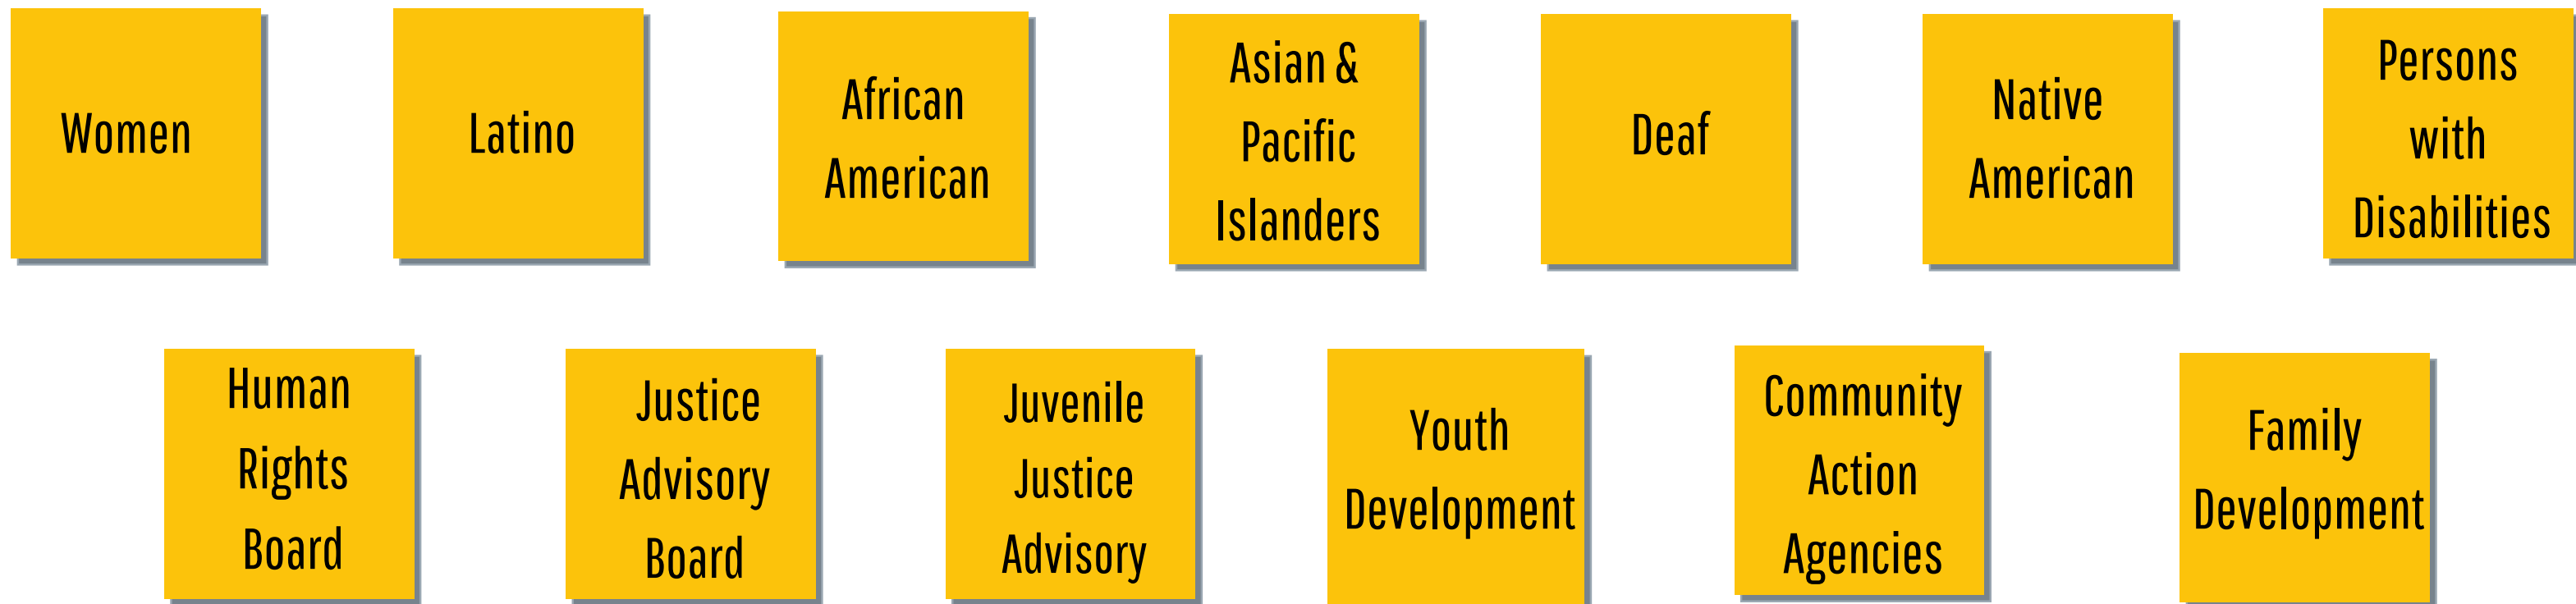 Women
Latino
African
American
Asian &
Pacific
Islanders
Deaf
Native
American
Persons
with
Disabilities
Human
Rights
Board
Justice
Advisory
Board
Juvenile
Justice
Advisory
Youth
Development
Community
Action
Agencies
Family
Development